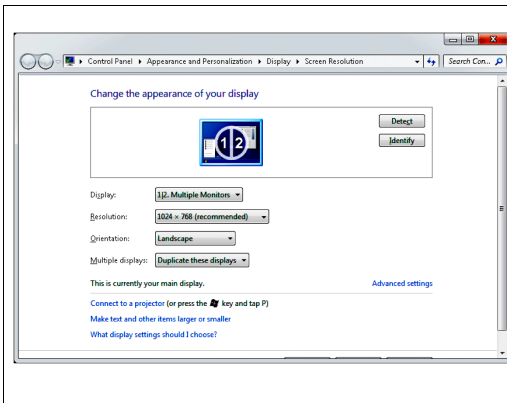 Control Panel ▸ Appearance and Personalization ▸ Display ▸ Screen Resolution
Search Con...
Change the appearance of your display
1|2
Detect
Identify
Display: 1|2. Multiple Monitors
Resolution: 1024 × 768 (recommended)
Orientation: Landscape
Multiple displays: Duplicate these displays
This is currently your main display.
Advanced settings
Connect to a projector (or press the key and tap P)
Make text and other items larger or smaller
What display settings should I choose?